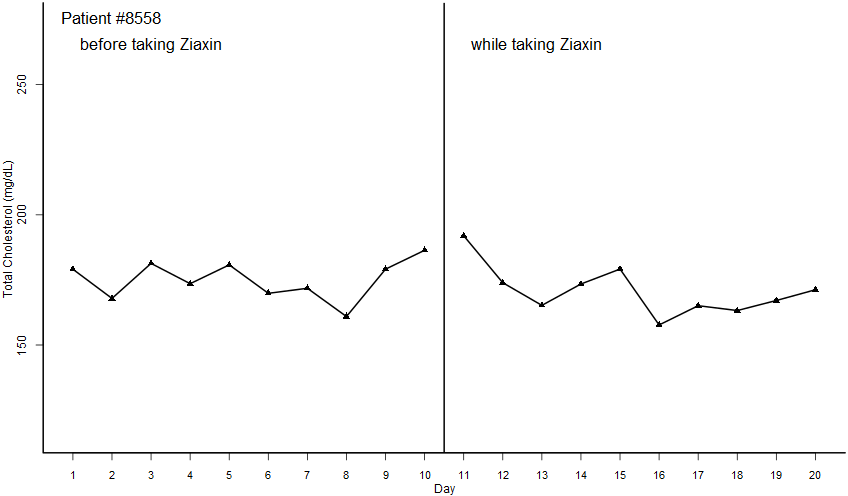 Patient #8558
before taking Ziaxin
while taking Ziaxin
250
200
150
Total Cholesterol (mg/dL)
1 2 3 4 5 6 7 8 9 10 11 12 13 14 15 16 17 18 19 20
Day